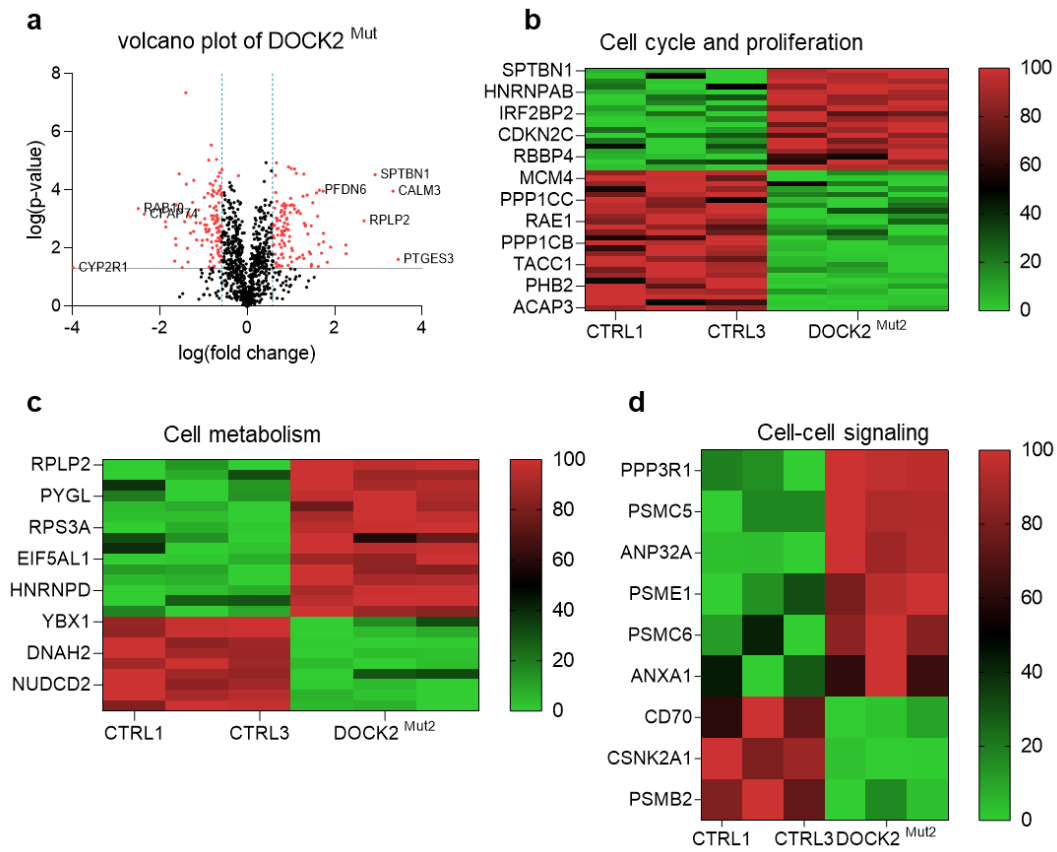 a
volcano plot of DOCK2 Mut
8
6
4
2
0
-4
-2
0
2
4
log(p-value)
log(fold change)
SPTBN1
PFDN6
CALM3
RAB10
CFAP74
RPLP2
PTGES3
CYP2R1
b
Cell cycle and proliferation
SPTBN1
HNRNPAB
IRF2BP2
CDKN2C
RBBP4
MCM4
PPP1CC
RAE1
PPP1CB
TACC1
PHB2
ACAP3
CTRL1
CTRL3
DOCK2 Mut2
100
80
60
40
20
0
c
Cell metabolism
RPLP2
PYGL
RPS3A
EIF5AL1
HNRNPD
YBX1
DNAH2
NUDCD2
CTRL1
CTRL3
DOCK2 Mut2
100
80
60
40
20
0
d
Cell-cell signaling
PPP3R1
PSMC5
ANP32A
PSME1
PSMC6
ANXA1
CD70
CSNK2A1
PSMB2
CTRL1
CTRL3
DOCK2 Mut2
100
80
60
40
20
0